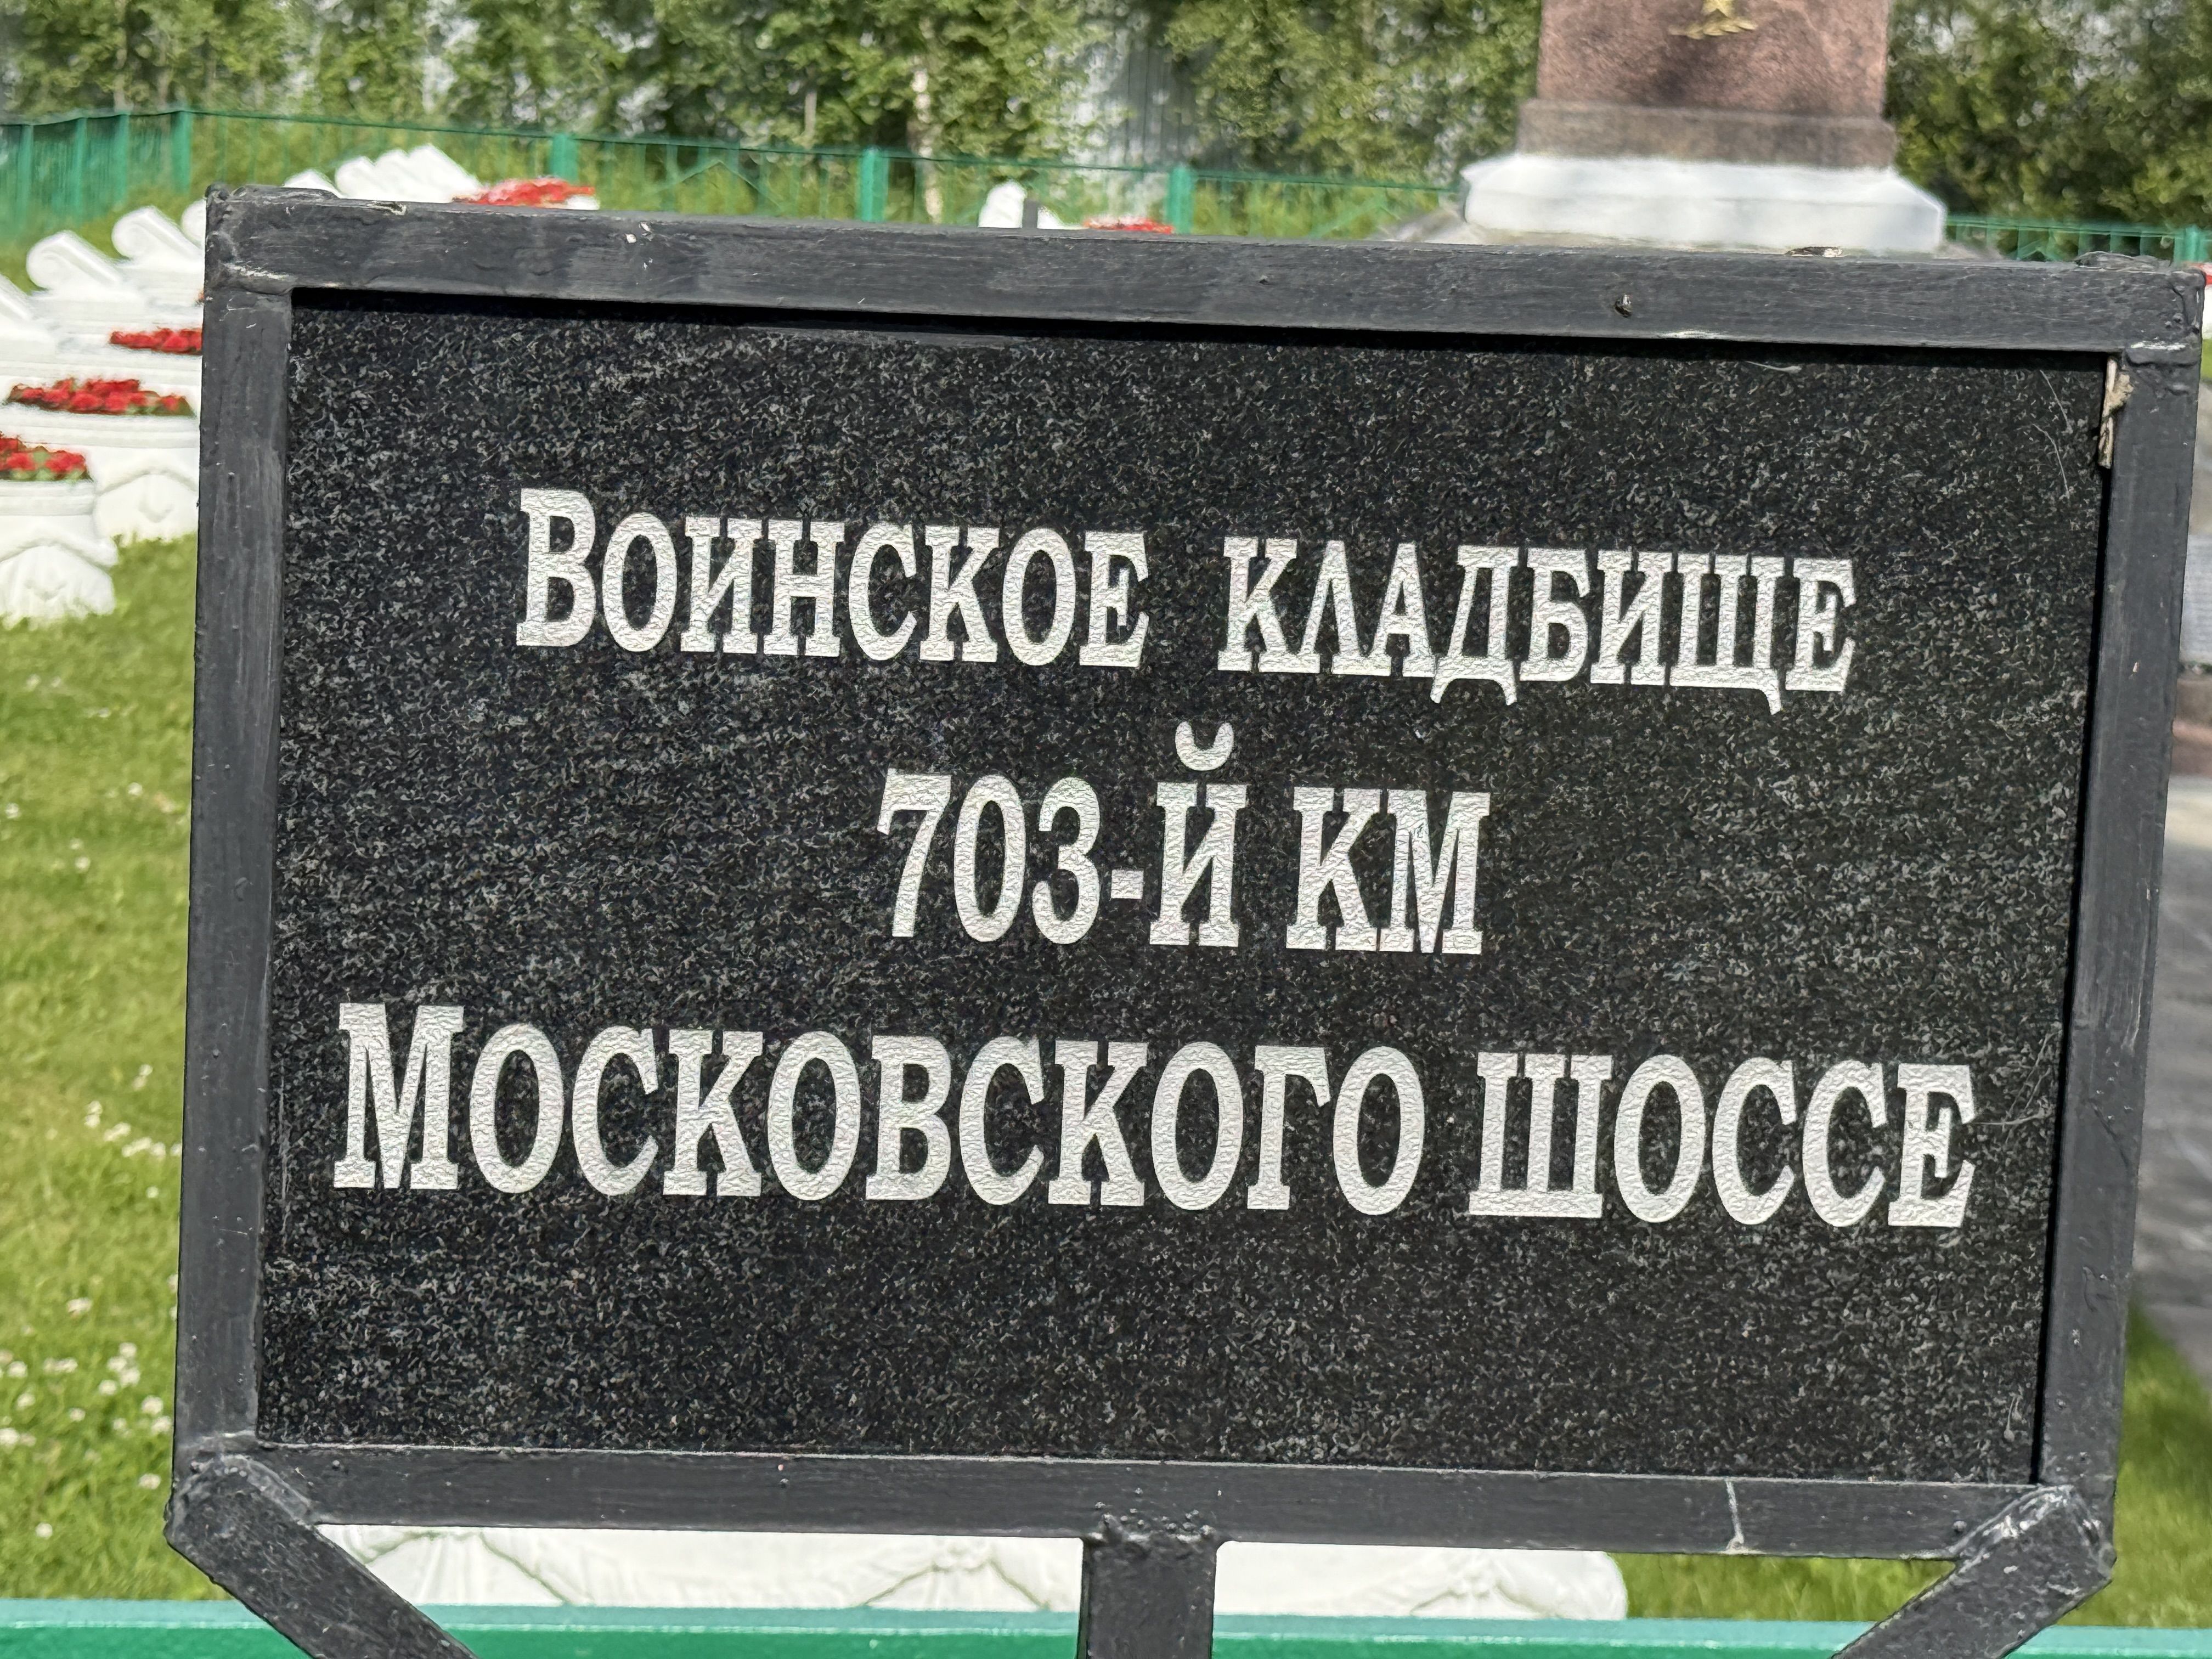 Воинское кладбище
703-й км
Московского шоссе